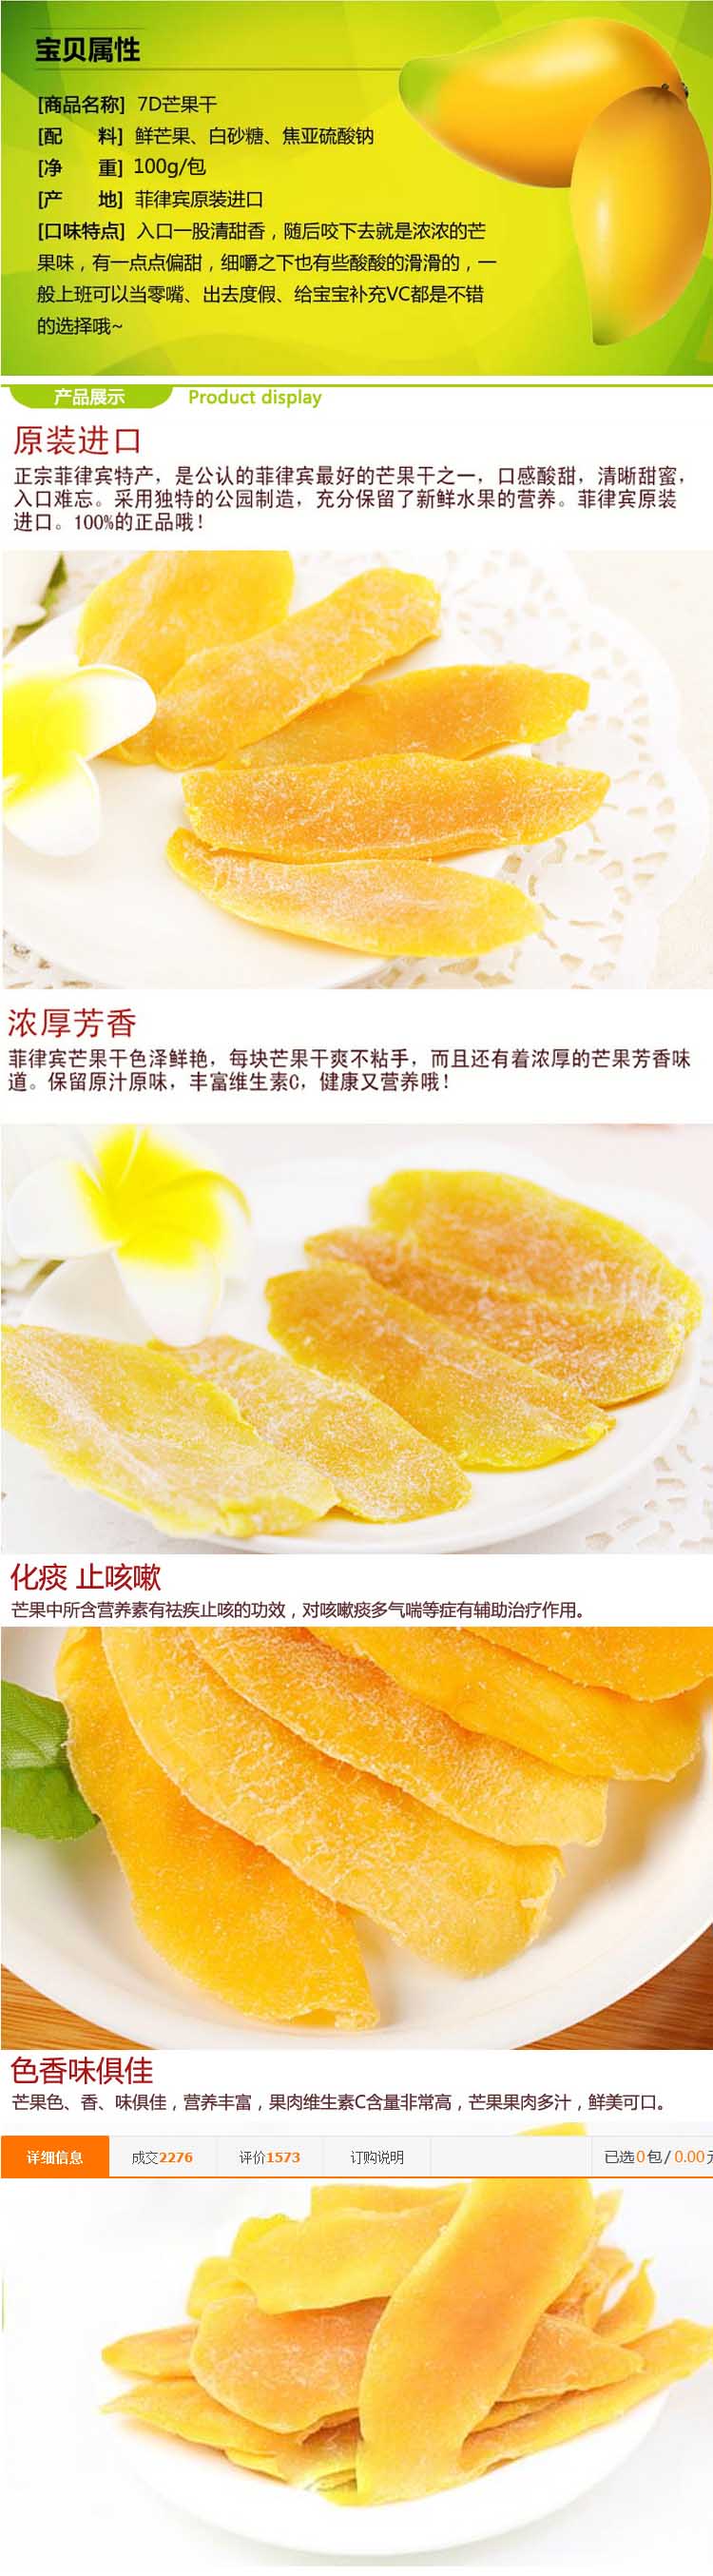 宝贝属性
[商品名称] 7D芒果干
[配 料] 鲜芒果、白砂糖、焦亚硫酸钠
[净 重] 100g/包
[产 地] 菲律宾原装进口
[口味特点] 入口一股清甜香，随后咬下去就是浓浓的芒
果味，有一点点偏甜，细嚼之下也有些酸酸的滑滑的，一
般上班可以当零嘴、出去度假、给宝宝补充VC都是不错
的选择哦~
产品展示 Product display
原装进口
正宗菲律宾特产，是公认的菲律宾最好的芒果干之一，口感酸甜，清晰甜蜜，
入口难忘。采用独特的公园制造，充分保留了新鲜水果的营养。菲律宾原装
进口。100%的正品哦！
浓厚芳香
菲律宾芒果干色泽鲜艳，每块芒果干爽不粘手，而且还有着浓厚的芒果芳香味
道。保留原汁原味，丰富维生素C，健康又营养哦！
化痰 止咳嗽
芒果中所含营养素有祛疾止咳的功效，对咳嗽痰多气喘等症有辅助治疗作用。
色香味俱佳
芒果色、香、味俱佳，营养丰富，果肉维生素C含量非常高，芒果果肉多汁，鲜美可口。
详细信息 成交2276 评价1573 订购说明 已选0包/ 0.00元